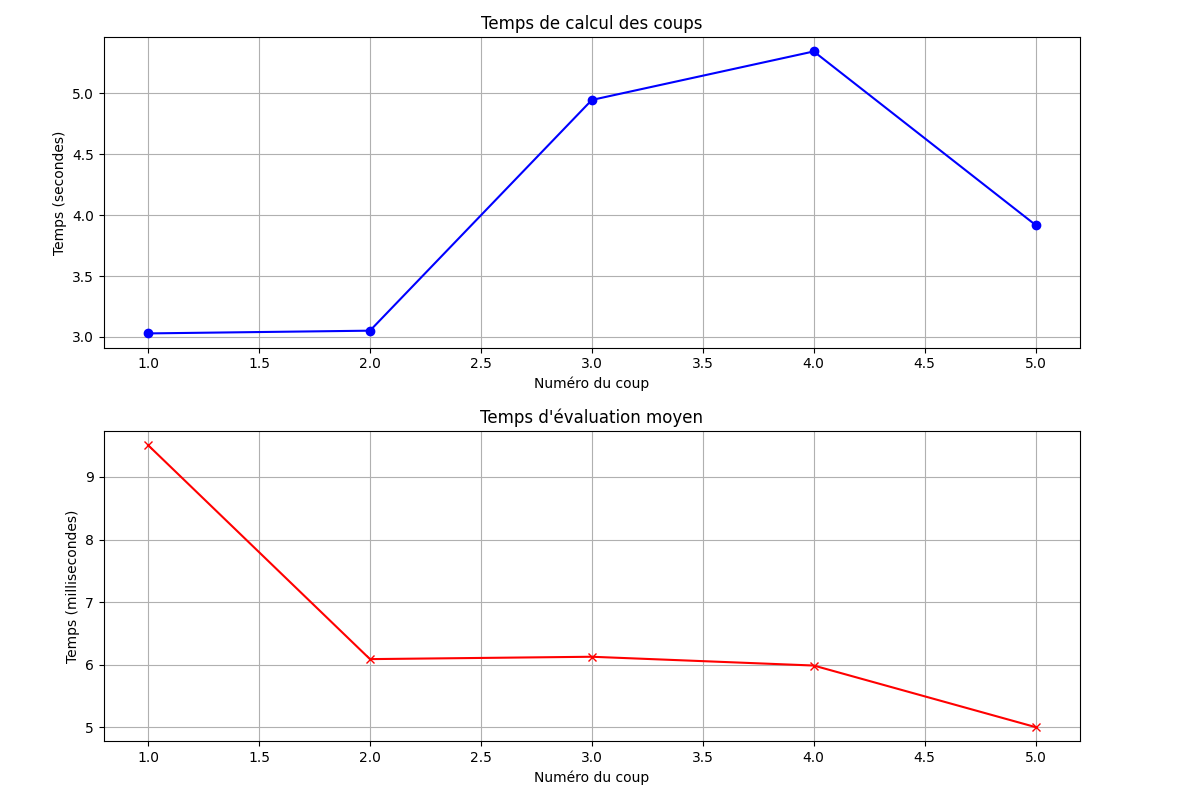 Temps de calcul des coups
Temps (secondes)
5.0
4.5
4.0
3.5
3.0
1.0 1.5 2.0 2.5 3.0 3.5 4.0 4.5 5.0
Numéro du coup
Temps d'évaluation moyen
Temps (millisecondes)
9
8
7
6
5
1.0 1.5 2.0 2.5 3.0 3.5 4.0 4.5 5.0
Numéro du coup